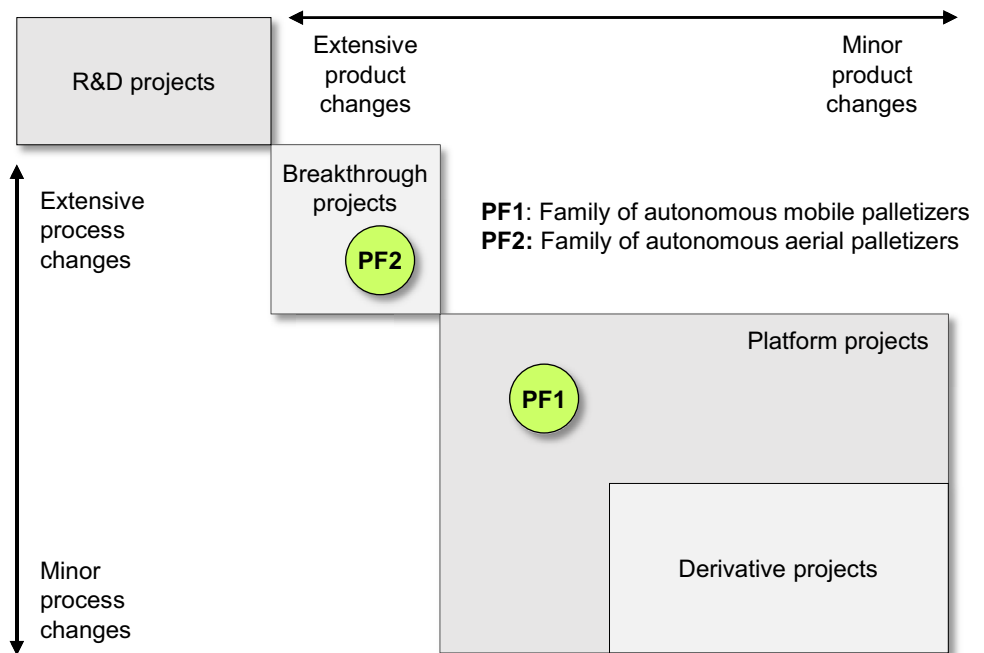 R&D projects
Extensive
product
changes
Minor
product
changes
Breakthrough
projects
PF2
Extensive
process
changes
PF1: Family of autonomous mobile palletizers
PF2: Family of autonomous aerial palletizers
Platform projects
PF1
Derivative projects
Minor
process
changes